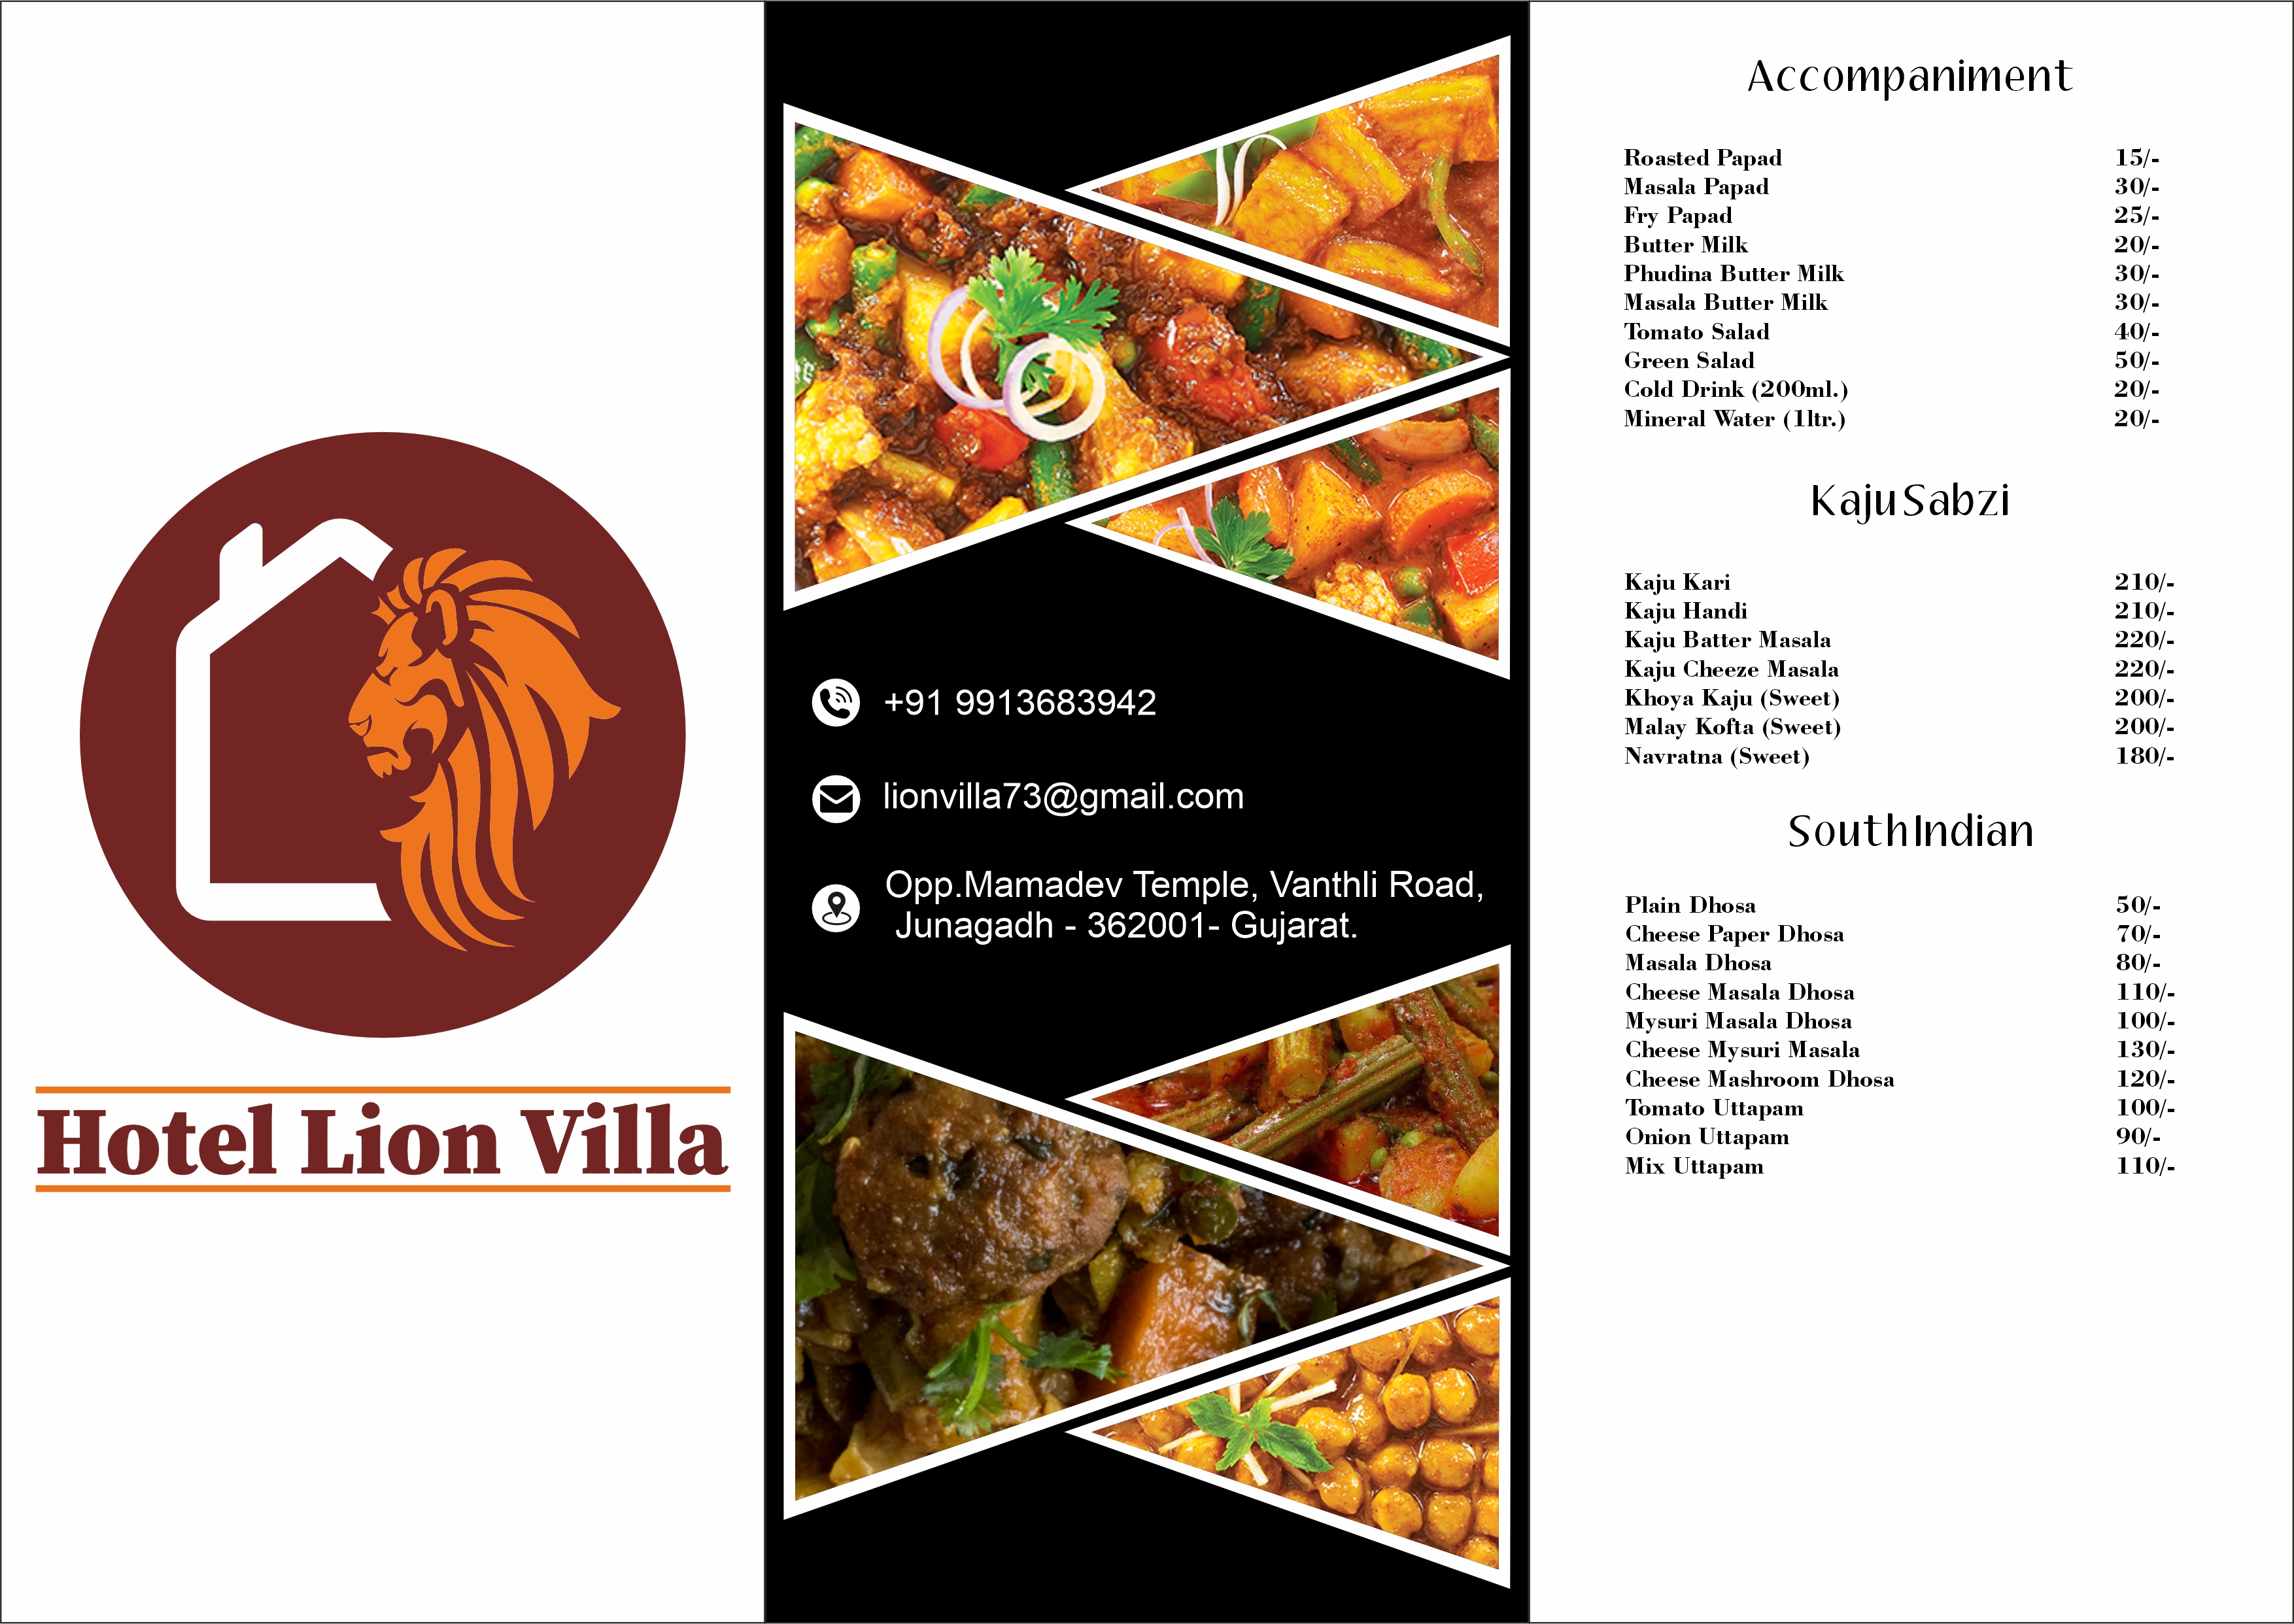 Hotel Lion Villa
+91 9913683942
lionvilla73@gmail.com
Opp.Mamadev Temple, Vanthli Road,
Junagadh - 362001- Gujarat.
Accompaniment
Roasted Papad 15/-
Masala Papad 30/-
Fry Papad 25/-
Butter Milk 20/-
Phudina Butter Milk 30/-
Masala Butter Milk 30/-
Tomato Salad 40/-
Green Salad 50/-
Cold Drink (200ml.) 20/-
Mineral Water (1ltr.) 20/-
Kaju Sabzi
Kaju Kari 210/-
Kaju Handi 210/-
Kaju Batter Masala 220/-
Kaju Cheeze Masala 220/-
Khoya Kaju (Sweet) 200/-
Malay Kofta (Sweet) 200/-
Navratna (Sweet) 180/-
South Indian
Plain Dhosa 50/-
Cheese Paper Dhosa 70/-
Masala Dhosa 80/-
Cheese Masala Dhosa 110/-
Mysuri Masala Dhosa 100/-
Cheese Mysuri Masala 130/-
Cheese Mashroom Dhosa 120/-
Tomato Uttapam 100/-
Onion Uttapam 90/-
Mix Uttapam 110/-